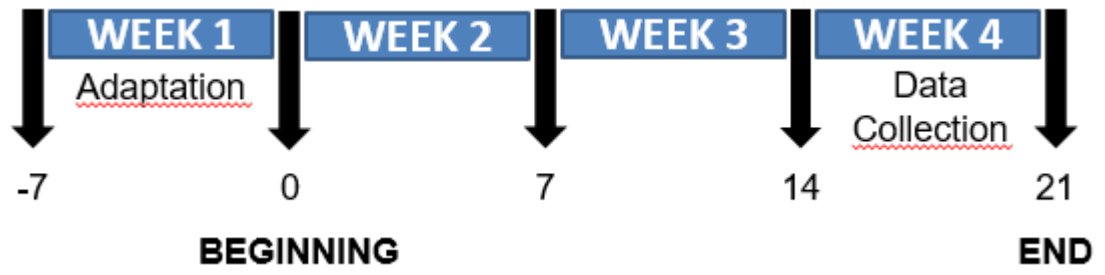 WEEK 1 WEEK 2 WEEK 3 WEEK 4
Adaptation Data
Collection
-7 0 7 14 21
BEGINNING END